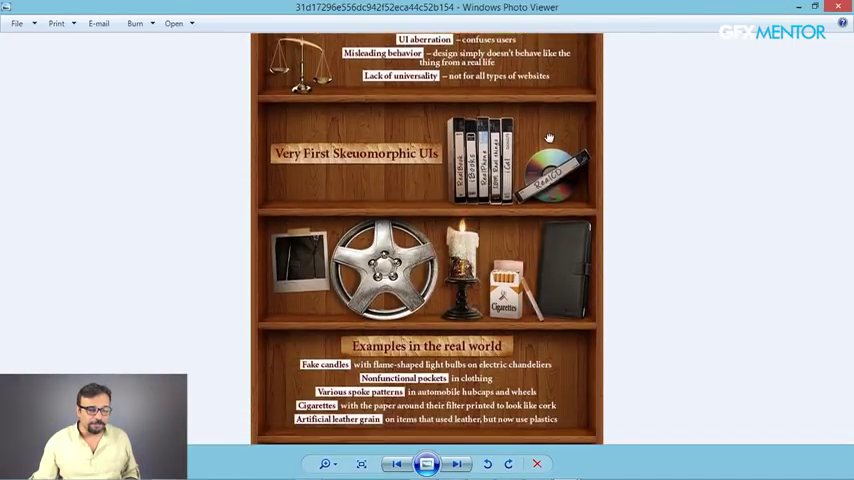 31d17296e556dc942f52eca44c52b154 - Windows Photo Viewer
File Print E-mail Burn Open
GFXMENTOR
UI aberration – confuses users
Misleading behavior – design simply doesn't behave like the
thing from a real life
Lack of universality – not for all types of websites
Very First Skeuomorphic UIs
RealBook
iBooks
RealPhone
iCal
RealCD
Cigarettes
Examples in the real world
Fake candles with flame-shaped light bulbs on electric chandeliers
Nonfunctional pockets in clothing
Various spoke patterns in automobile hubcaps and wheels
Cigarettes with the paper around their filter printed to look like cork
Artificial leather grain on items that used leather, but now use plastics